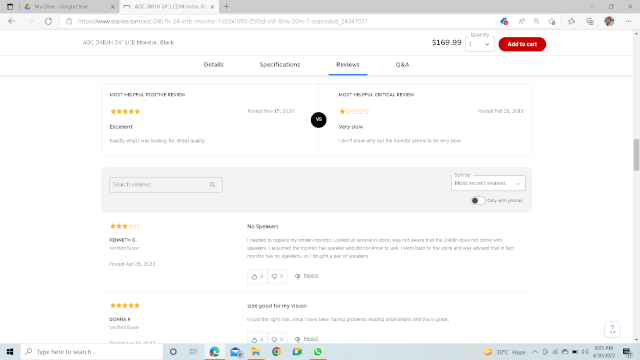 My Drive - Google Drive
AOC 24B1H 24" LCD Monitor, B
https://www.staples.com/aoc-24b1h-24-inch-monitor-1920x1080-250cd-m2-8ms-20m-1-ct/product_24347031
AOC 24B1H 24" LCD Monitor, Black
$169.99
Quantity
1
Add to cart
Details
Specifications
Reviews
Q&A
MOST HELPFUL POSITIVE REVIEW
Posted Nov 15, 2020
Excellent
Exactly what I was looking for. Great quality.
VS
MOST HELPFUL CRITICAL REVIEW
Posted Feb 28, 2019
Very slow
I don't know why but the monitor seems to be very slow.
Search reviews
Sort by
Most recent reviews
Only with photos
KENNETH G.
Verified Buyer
Posted Apr 26, 2022
No Speakers
I needed to replace my broken monitor. Looked at several in store, was not aware that the 24b1h does not come with
speakers. I assumed the monitor has speaker and did not know to ask. I went back to the store and was advised that in fact
monitor has no speakers, so I bought a pair of speakers
0
0
Report
DONNA P.
Verified Buyer
size good for my vision
is just the right size, since I have been having problems reading small letters and this is great.
0
0
Report
Type here to search
30°C Haze
6:01 AM
4/30/2022